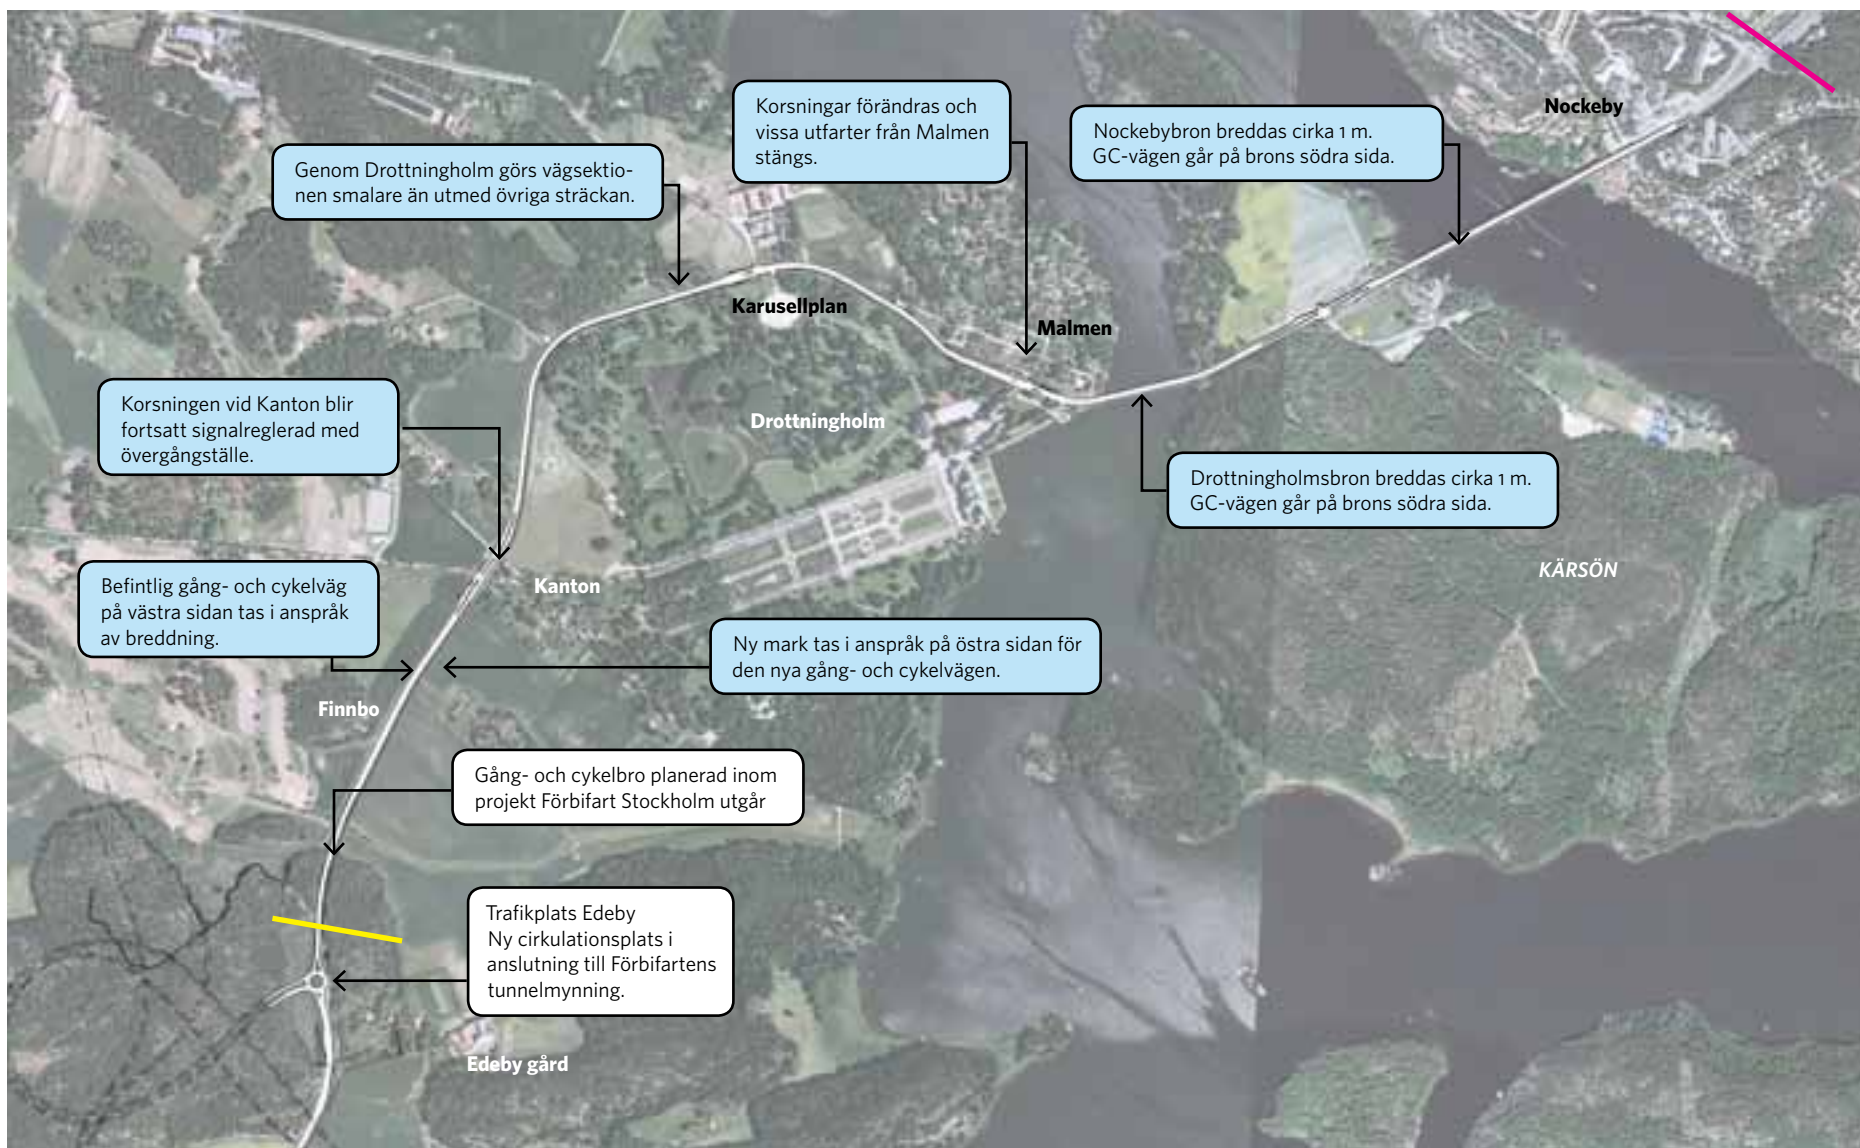 Nockeby
Korsningar förändras och
vissa utfarter från Malmen
stängs.
Nockebybron breddas cirka 1 m.
GC-vägen går på brons södra sida.
Genom Drottningholm görs vägsektio-
nen smalare än utmed övriga sträckan.
Karusellplan
Malmen
Korsningen vid Kanton blir
fortsatt signalreglerad med
övergångställe.
Drottningholm
Drottningholmsbron breddas cirka 1 m.
GC-vägen går på brons södra sida.
KÄRSÖN
Befintlig gång- och cykelväg
på västra sidan tas i anspråk
av breddning.
Kanton
Ny mark tas i anspråk på östra sidan för
den nya gång- och cykelvägen.
Finnbo
Gång- och cykelbro planerad inom
projekt Förbifart Stockholm utgår
Trafikplats Edeby
Ny cirkulationsplats i
anslutning till Förbifartens
tunnelmynning.
Edeby gård